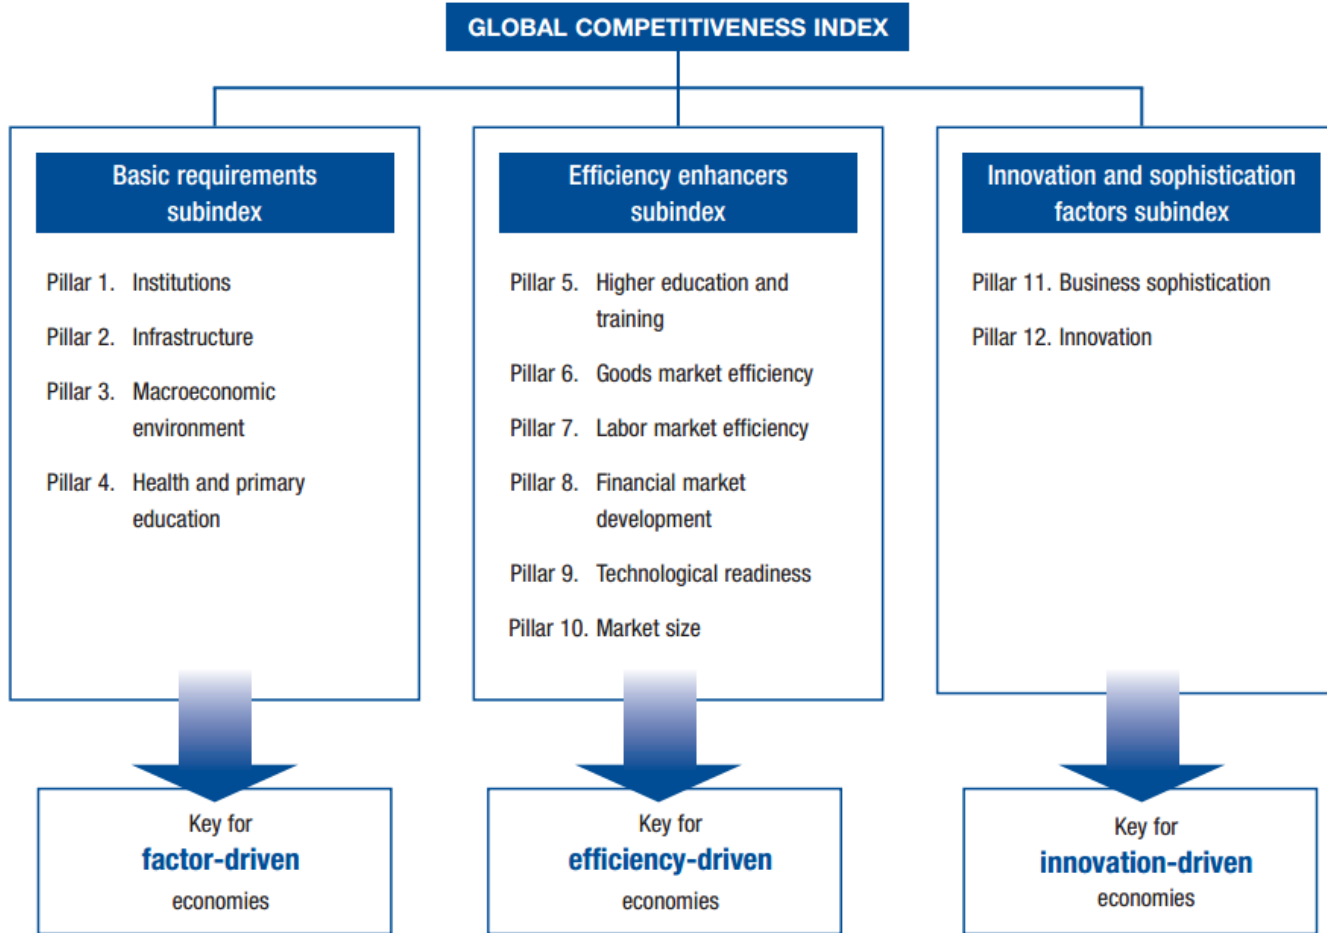 GLOBAL COMPETITIVENESS INDEX
Basic requirements
subindex
Pillar 1. Institutions
Pillar 2. Infrastructure
Pillar 3. Macroeconomic
environment
Pillar 4. Health and primary
education
Key for
factor-driven
economies
Efficiency enhancers
subindex
Pillar 5. Higher education and
training
Pillar 6. Goods market efficiency
Pillar 7. Labor market efficiency
Pillar 8. Financial market
development
Pillar 9. Technological readiness
Pillar 10. Market size
Key for
efficiency-driven
economies
Innovation and sophistication
factors subindex
Pillar 11. Business sophistication
Pillar 12. Innovation
Key for
innovation-driven
economies